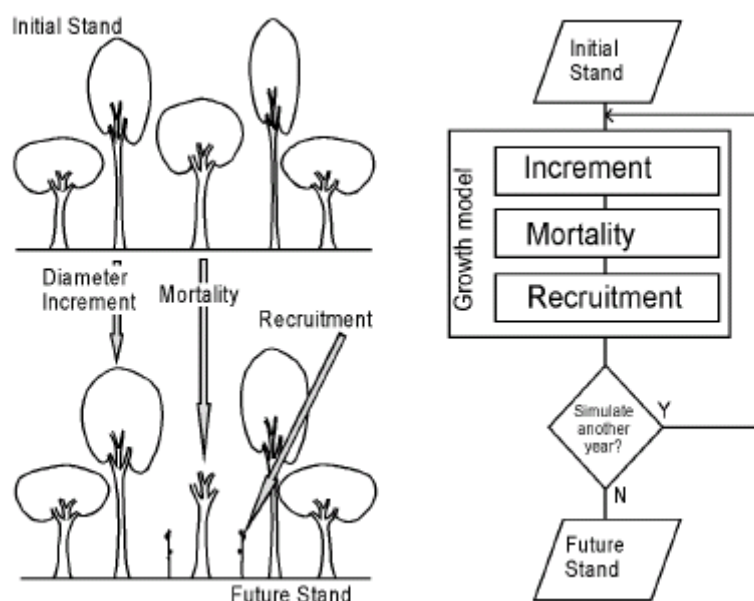 Initial Stand
Diameter
Increment
Mortality
Recruitment
Future Stand
Initial
Stand
Growth model
Increment
Mortality
Recruitment
Simulate
another
year?
Y
N
Future
Stand